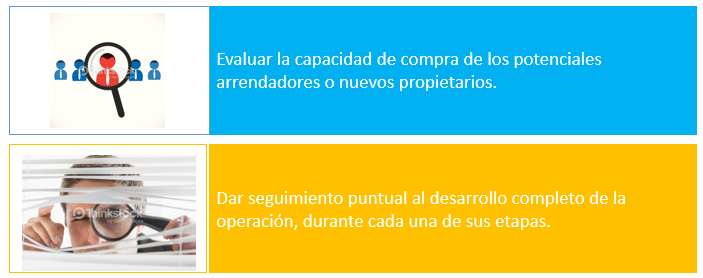 Evaluar la capacidad de compra de los potenciales
arrendadores o nuevos propietarios.
Thinkstock
Dar seguimiento puntual al desarrollo completo de la
operación, durante cada una de sus etapas.